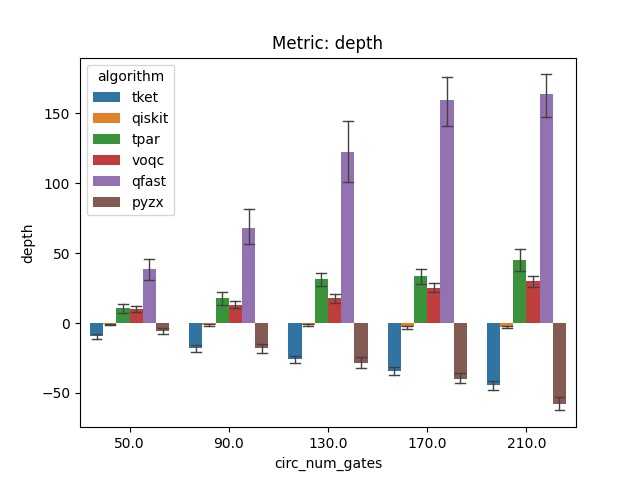 Metric: depth
algorithm
tket
qiskit
tpar
voqc
qfast
pyzx
depth
150
100
50
0
−50
50.0 90.0 130.0 170.0 210.0
circ_num_gates